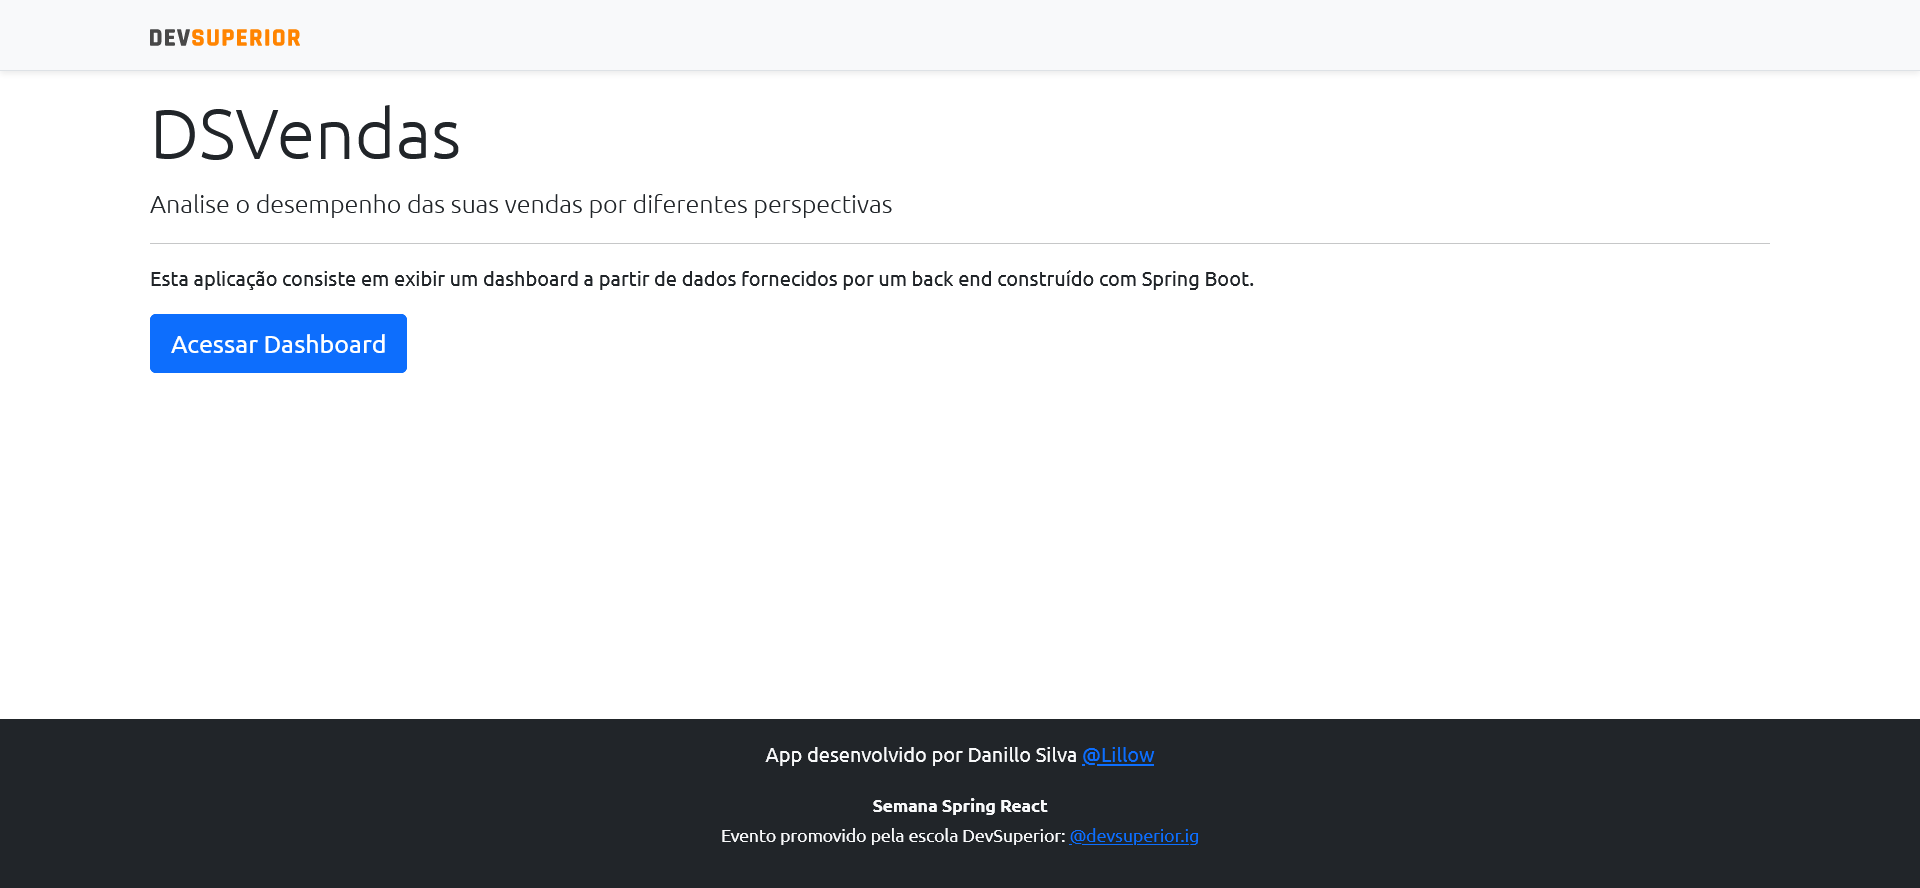 DEVSUPERIOR
DSVendas
Analise o desempenho das suas vendas por diferentes perspectivas
Esta aplicação consiste em exibir um dashboard a partir de dados fornecidos por um back end construído com Spring Boot.
Acessar Dashboard
App desenvolvido por Danillo Silva @Lillow
Semana Spring React
Evento promovido pela escola DevSuperior: @devsuperior.ig